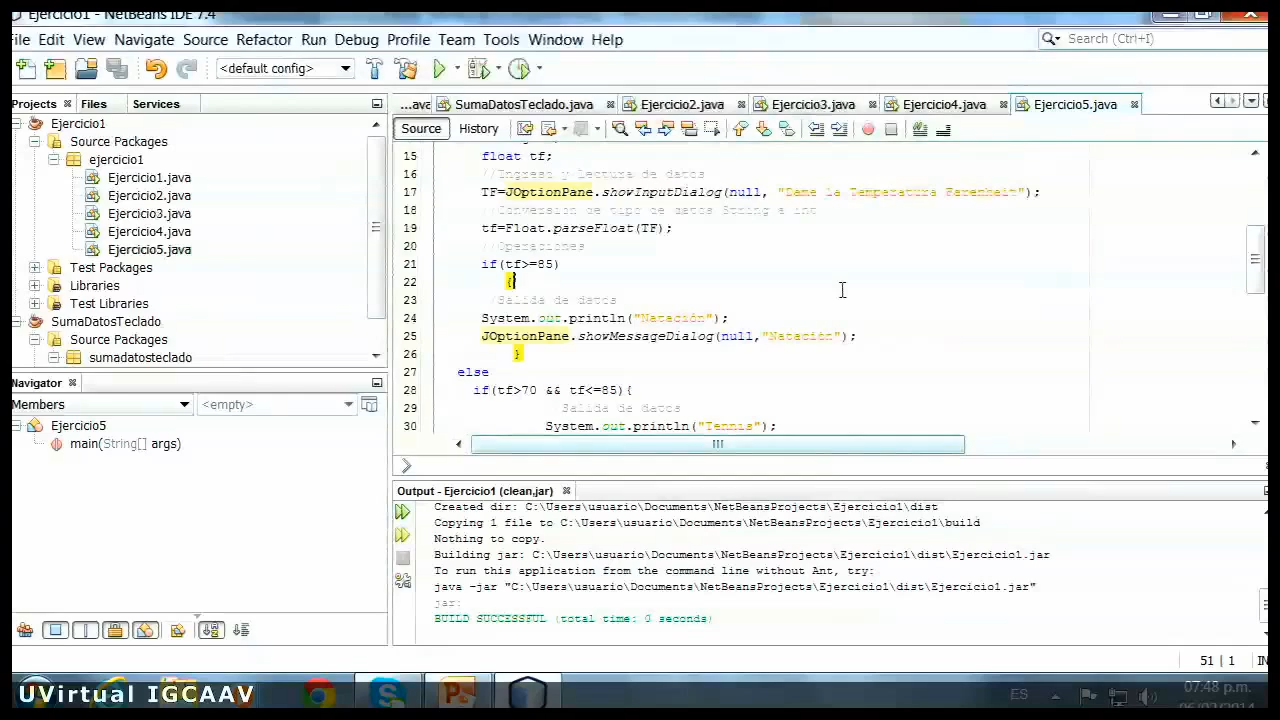 Ejercicio1 - NetBeans IDE 7.4
ile Edit View Navigate Source Refactor Run Debug Profile Team Tools Window Help
Search (Ctrl+I)
<default config>
Projects Files Services
...ava SumaDatosTeclado.java Ejercicio2.java Ejercicio3.java Ejercicio4.java Ejercicio5.java
Source History
Ejercicio1
Source Packages
ejercicio1
Ejercicio1.java
Ejercicio2.java
Ejercicio3.java
Ejercicio4.java
Ejercicio5.java
Test Packages
Libraries
Test Libraries
SumaDatosTeclado
Source Packages
sumadatosteclado
15 float tf;
16 //Ingreso y lectura de datos
17 TF=JOptionPane.showInputDialog(null, "Dame la Temperatura Farenheit");
18 //Conversion de tipo de datos String a int
19 tf=Float.parseFloat(TF);
20 //Operaciones
21 if(tf>=85)
22 {
23 /Salida de datos
24 System.out.println("Natación");
25 JOptionPane.showMessageDialog(null,"Natación");
26 }
27 else
28 if(tf>70 && tf<=85){
29 Salida de datos
30 System.out.println("Tennis");
Navigator
Members <empty>
Ejercicio5
main(String[] args)
Output - Ejercicio1 (clean,jar)
Created dir: C:\Users\usuario\Documents\NetBeansProjects\Ejercicio1\dist
Copying 1 file to C:\Users\usuario\Documents\NetBeansProjects\Ejercicio1\build
Nothing to copy.
Building jar: C:\Users\usuario\Documents\NetBeansProjects\Ejercicio1\dist\Ejercicio1.jar
To run this application from the command line without Ant, try:
java -jar "C:\Users\usuario\Documents\NetBeansProjects\Ejercicio1\dist\Ejercicio1.jar"
jar:
BUILD SUCCESSFUL (total time: 0 seconds)
51 | 1 IN
UVirtual IGCAAV
ES
07:48 p.m.
06/02/2014